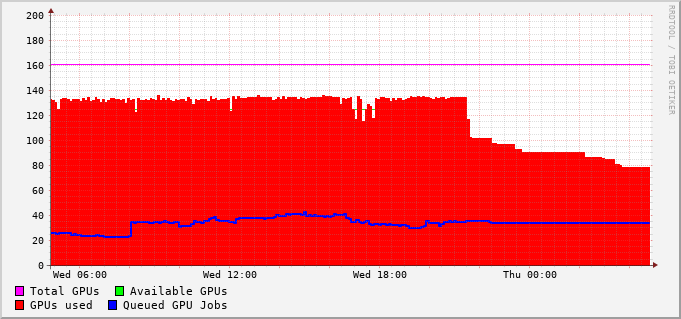 200
180
160
140
120
100
80
60
40
20
0
Wed 06:00 Wed 12:00 Wed 18:00 Thu 00:00
Total GPUs Available GPUs
GPUs used Queued GPU Jobs
RRDTOOL / TOBI OETIKER